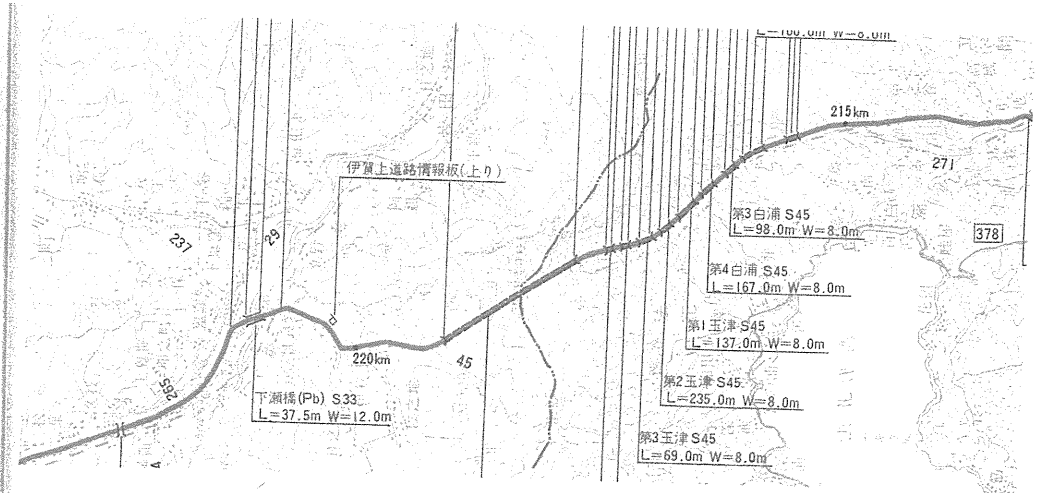 L=160.0m W=8.0m
215km
271
伊賀上道路情報板(上り)
第3白浦 S45
L=98.0m W=8.0m
378
237
29
第4白浦 S45
L=167.0m W=8.0m
第1玉津 S45
L=137.0m W=8.0m
220km
45
265
第2玉津 S45
L=235.0m W=8.0m
下瀬橋(Pb) S33
L=37.5m W=12.0m
第3玉津 S45
L=69.0m W=8.0m